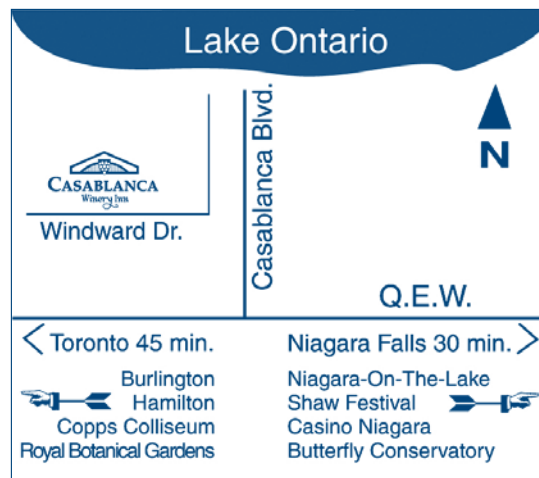 Lake Ontario
Casablanca Blvd.
N
CASABLANCA
Winery Inn
Windward Dr.
Q.E.W.
Toronto 45 min.
Burlington
Hamilton
Copps Colliseum
Royal Botanical Gardens
Niagara Falls 30 min.
Niagara-On-The-Lake
Shaw Festival
Casino Niagara
Butterfly Conservatory